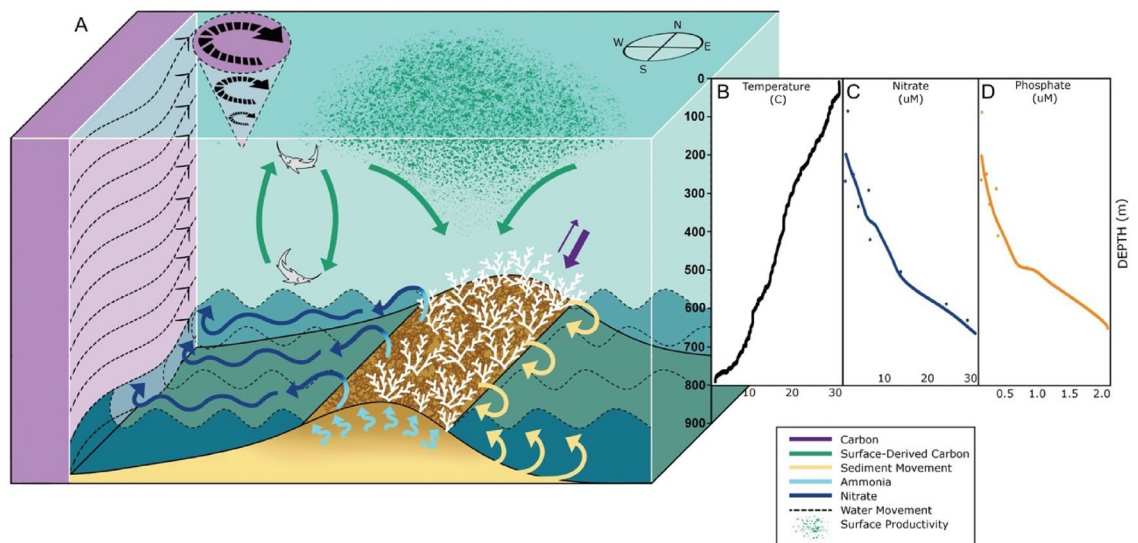 A
N
W
E
S
B
Temperature
(C)
C
Nitrate
(uM)
D
Phosphate
(uM)
0
100
200
300
400
500
600
700
800
900
10
20
30
10
20
30
0.5
1.0
1.5
2.0
DEPTH (m)
Carbon
Surface-Derived Carbon
Sediment Movement
Ammonia
Nitrate
Water Movement
Surface Productivity